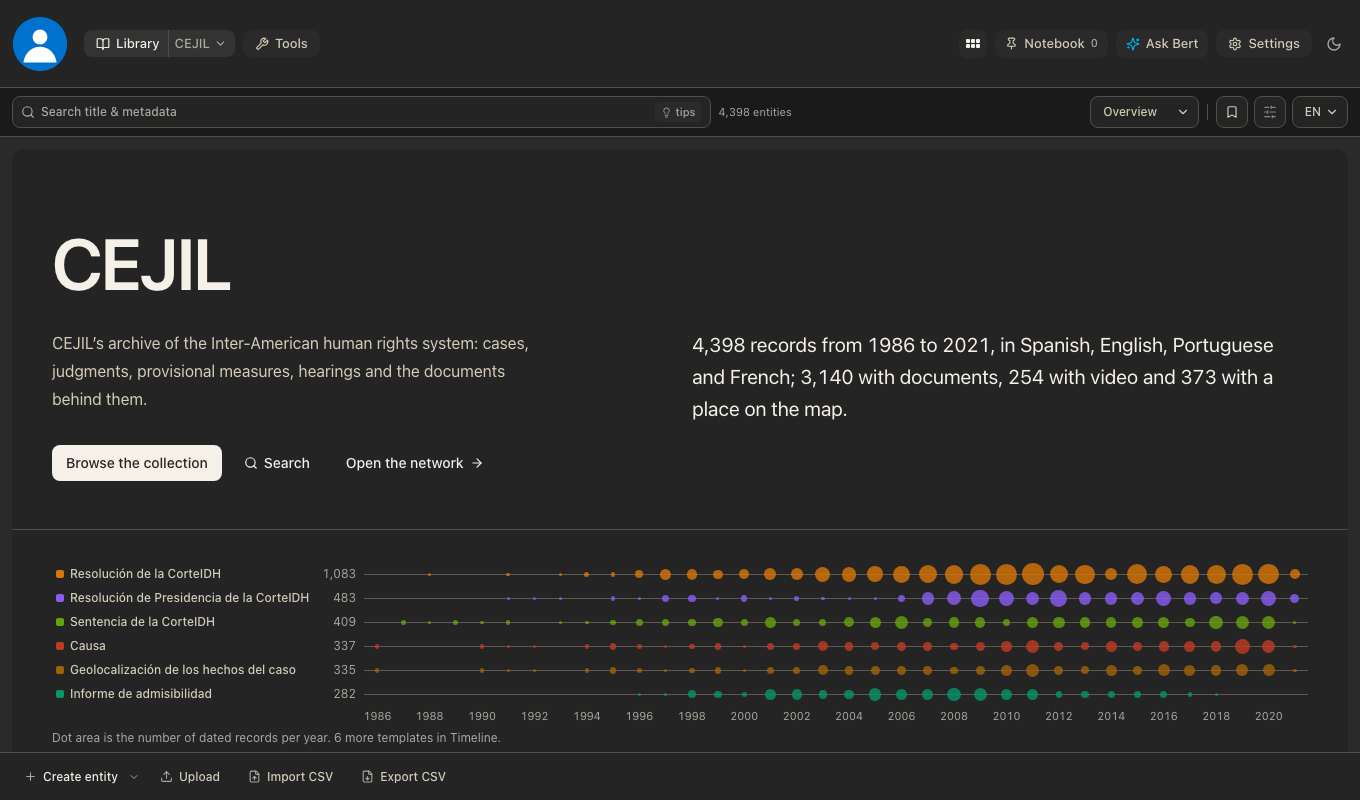 Library
CEJIL
Tools
Notebook 0
Ask Bert
Settings
Search title & metadata
tips
4,398 entities
Overview
EN
CEJIL
CEJIL’s archive of the Inter-American human rights system: cases,
judgments, provisional measures, hearings and the documents
behind them.
4,398 records from 1986 to 2021, in Spanish, English, Portuguese
and French; 3,140 with documents, 254 with video and 373 with a
place on the map.
Browse the collection
Search
Open the network
Resolución de la CorteIDH 1,083
Resolución de Presidencia de la CorteIDH 483
Sentencia de la CorteIDH 409
Causa 337
Geolocalización de los hechos del caso 335
Informe de admisibilidad 282
1986 1988 1990 1992 1994 1996 1998 2000 2002 2004 2006 2008 2010 2012 2014 2016 2018 2020
Dot area is the number of dated records per year. 6 more templates in Timeline.
Create entity
Upload
Import CSV
Export CSV